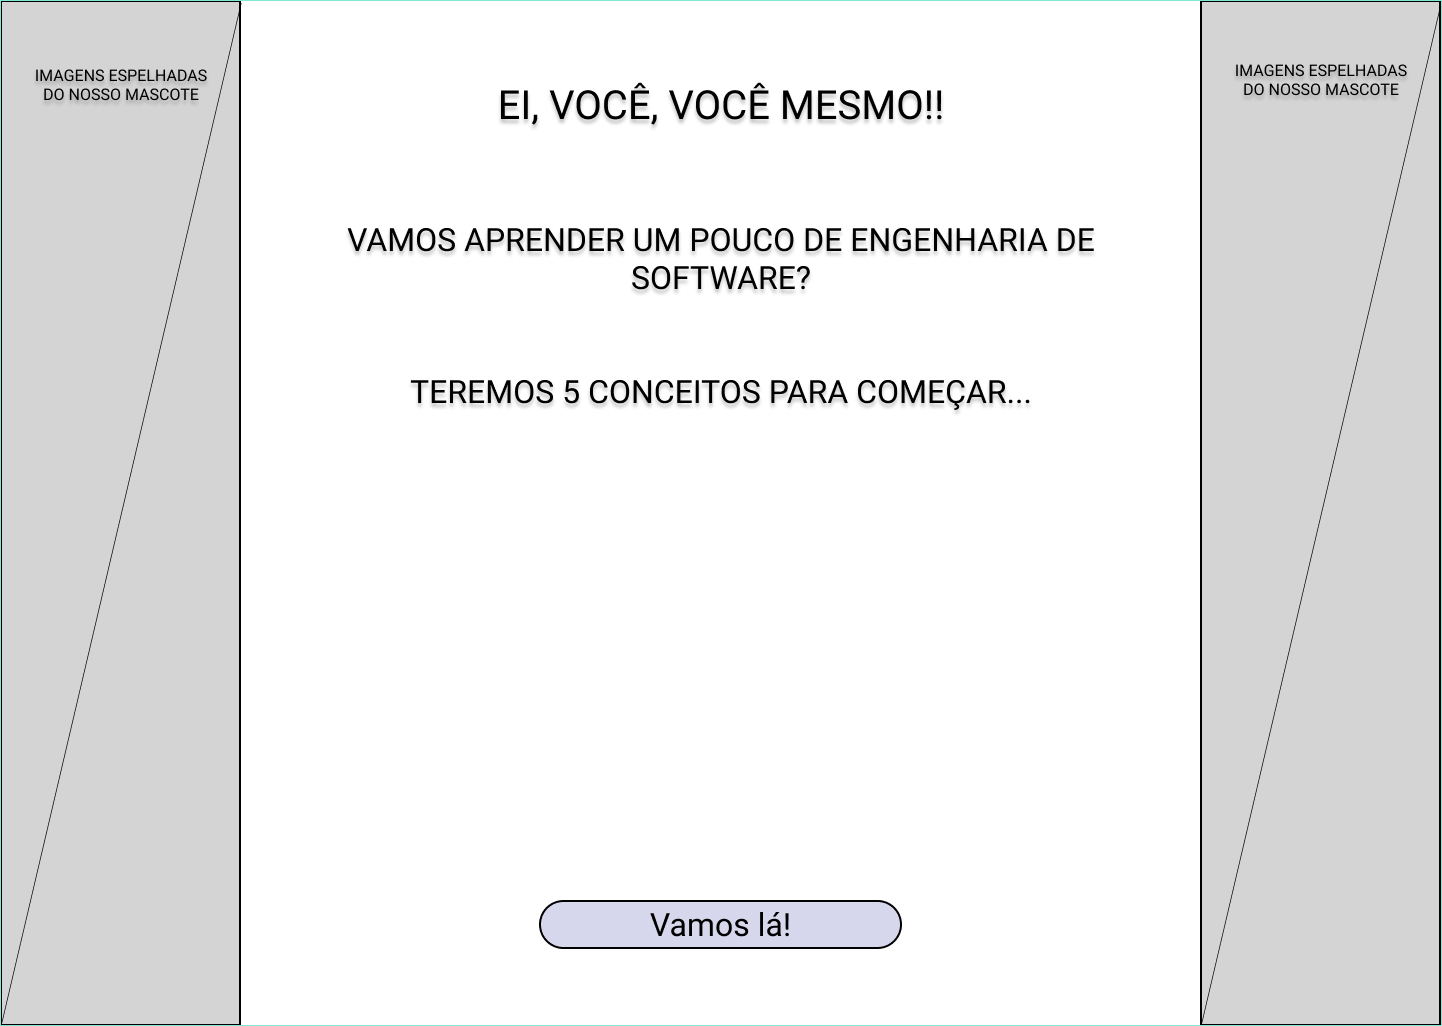 IMAGENS ESPELHADAS
DO NOSSO MASCOTE
EI, VOCÊ, VOCÊ MESMO!!
VAMOS APRENDER UM POUCO DE ENGENHARIA DE
SOFTWARE?
TEREMOS 5 CONCEITOS PARA COMEÇAR...
Vamos lá!
IMAGENS ESPELHADAS
DO NOSSO MASCOTE